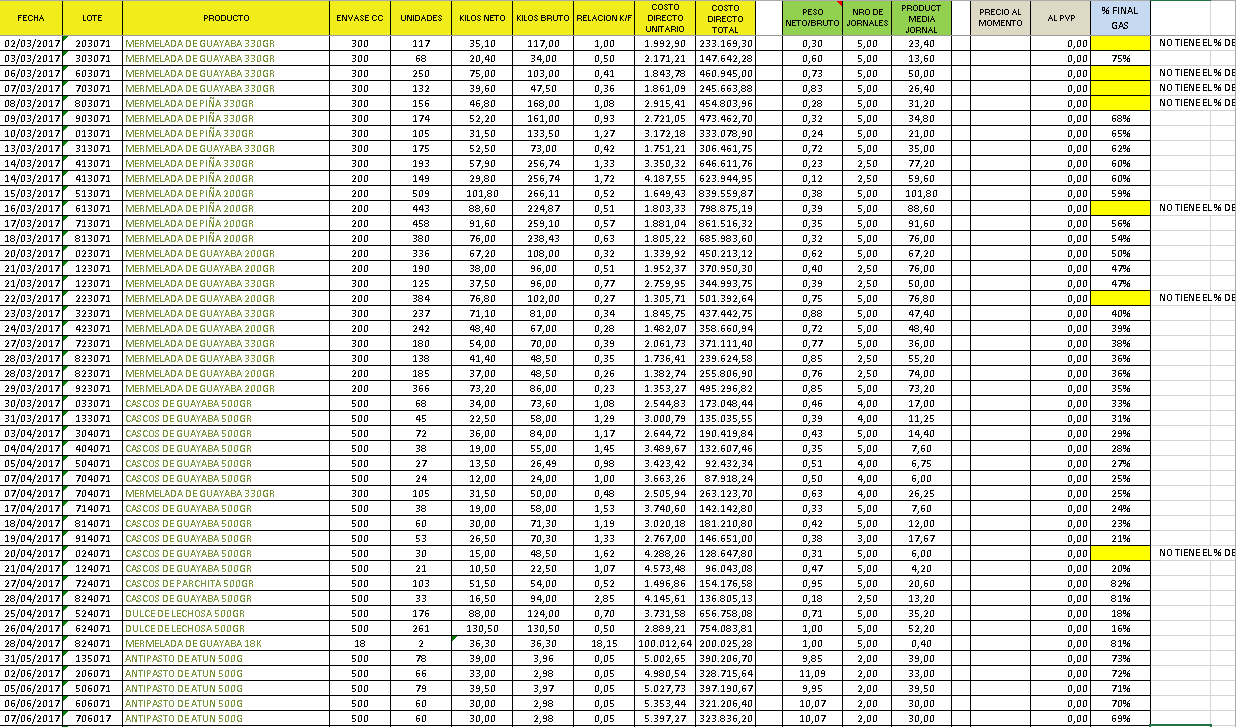 FECHA LOTE PRODUCTO ENVASE CC UNIDADES KILOS NETO KILOS BRUTO RELACION K/F COSTO DIRECTO UNITARIO COSTO DIRECTO TOTAL PESO NETO/BRUTO NRO DE JORNALES PRODUCT MEDIA JORNAL PRECIO AL MOMENTO AL PVP % FINAL GAS
02/03/2017 203071 MERMELADA DE GUAYABA 330GR 300 117 35,10 117,00 1,00 1.992,90 233.169,30 0,30 5,00 23,40 0,00 NO TIENE EL % DE
03/03/2017 303071 MERMELADA DE GUAYABA 330GR 300 68 20,40 34,00 0,50 2.171,21 147.642,28 0,60 5,00 13,60 0,00 75%
06/03/2017 603071 MERMELADA DE GUAYABA 330GR 300 250 75,00 103,00 0,41 1.843,78 460.945,00 0,73 5,00 50,00 0,00 NO TIENE EL % DE
07/03/2017 703071 MERMELADA DE GUAYABA 330GR 300 132 39,60 47,50 0,36 1.861,09 245.663,88 0,83 5,00 26,40 0,00 NO TIENE EL % DE
08/03/2017 803071 MERMELADA DE PIÑA 330GR 300 156 46,80 168,00 1,08 2.915,41 454.803,96 0,28 5,00 31,20 0,00 NO TIENE EL % DE
09/03/2017 903071 MERMELADA DE PIÑA 330GR 300 174 52,20 161,00 0,93 2.721,05 473.462,70 0,32 5,00 34,80 0,00 68%
10/03/2017 013071 MERMELADA DE PIÑA 330GR 300 105 31,50 133,50 1,27 3.172,18 333.078,90 0,24 5,00 21,00 0,00 65%
13/03/2017 313071 MERMELADA DE GUAYABA 330GR 300 175 52,50 73,00 0,42 1.751,21 306.461,75 0,72 5,00 35,00 0,00 62%
14/03/2017 413071 MERMELADA DE PIÑA 330GR 300 193 57,90 256,74 1,33 3.350,32 646.611,76 0,23 2,50 77,20 0,00 60%
14/03/2017 413071 MERMELADA DE PIÑA 200GR 200 149 29,80 256,74 1,72 4.187,55 623.944,95 0,12 2,50 59,60 0,00 60%
15/03/2017 513071 MERMELADA DE PIÑA 200GR 200 509 101,80 266,11 0,52 1.649,43 839.559,87 0,38 5,00 101,80 0,00 59%
16/03/2017 613071 MERMELADA DE PIÑA 200GR 200 443 88,60 224,87 0,51 1.803,33 798.875,19 0,39 5,00 88,60 0,00 NO TIENE EL % DE
17/03/2017 713071 MERMELADA DE PIÑA 200GR 200 458 91,60 259,10 0,57 1.881,04 861.516,32 0,35 5,00 91,60 0,00 56%
18/03/2017 813071 MERMELADA DE PIÑA 200GR 200 380 76,00 238,43 0,63 1.805,22 685.983,60 0,32 5,00 76,00 0,00 54%
20/03/2017 023071 MERMELADA DE GUAYABA 200GR 200 336 67,20 108,00 0,32 1.339,92 450.213,12 0,62 5,00 67,20 0,00 50%
21/03/2017 123071 MERMELADA DE GUAYABA 200GR 200 190 38,00 96,00 0,51 1.952,37 370.950,30 0,40 2,50 76,00 0,00 47%
21/03/2017 123071 MERMELADA DE GUAYABA 330GR 300 125 37,50 96,00 0,77 2.759,95 344.993,75 0,39 2,50 50,00 0,00 47%
22/03/2017 223071 MERMELADA DE GUAYABA 200GR 200 384 76,80 102,00 0,27 1.305,71 501.392,64 0,75 5,00 76,80 0,00 NO TIENE EL % DE
23/03/2017 323071 MERMELADA DE GUAYABA 330GR 300 237 71,10 81,00 0,34 1.845,75 437.442,75 0,88 5,00 47,40 0,00 40%
24/03/2017 423071 MERMELADA DE GUAYABA 200GR 200 242 48,40 67,00 0,28 1.482,07 358.660,94 0,72 5,00 48,40 0,00 39%
27/03/2017 723071 MERMELADA DE GUAYABA 330GR 300 180 54,00 70,00 0,39 2.061,73 371.111,40 0,77 5,00 36,00 0,00 38%
28/03/2017 823071 MERMELADA DE GUAYABA 330GR 300 138 41,40 48,50 0,35 1.736,41 239.624,58 0,85 2,50 55,20 0,00 36%
28/03/2017 823071 MERMELADA DE GUAYABA 200GR 200 185 37,00 48,50 0,26 1.382,74 255.806,90 0,76 2,50 74,00 0,00 36%
29/03/2017 923071 MERMELADA DE GUAYABA 200GR 200 366 73,20 86,00 0,23 1.353,27 495.296,82 0,85 5,00 73,20 0,00 35%
30/03/2017 033071 CASCOS DE GUAYABA 500GR 500 68 34,00 73,60 1,08 2.544,83 173.048,44 0,46 4,00 17,00 0,00 33%
31/03/2017 133071 CASCOS DE GUAYABA 500GR 500 45 22,50 58,00 1,29 3.000,79 135.035,55 0,39 4,00 11,25 0,00 31%
03/04/2017 304071 CASCOS DE GUAYABA 500GR 500 72 36,00 84,00 1,17 2.644,72 190.419,84 0,43 5,00 14,40 0,00 29%
04/04/2017 404071 CASCOS DE GUAYABA 500GR 500 38 19,00 55,00 1,45 3.489,67 132.607,46 0,35 5,00 7,60 0,00 28%
05/04/2017 504071 CASCOS DE GUAYABA 500GR 500 27 13,50 26,49 0,98 3.423,42 92.432,34 0,51 4,00 6,75 0,00 27%
07/04/2017 704071 CASCOS DE GUAYABA 500GR 500 24 12,00 24,00 1,00 3.663,26 87.918,24 0,50 4,00 6,00 0,00 25%
07/04/2017 704071 MERMELADA DE GUAYABA 330GR 300 105 31,50 50,00 0,48 2.505,94 263.123,70 0,63 4,00 26,25 0,00 25%
17/04/2017 714071 CASCOS DE GUAYABA 500GR 500 38 19,00 58,00 1,53 3.740,60 142.142,80 0,33 5,00 7,60 0,00 24%
18/04/2017 814071 CASCOS DE GUAYABA 500GR 500 60 30,00 71,30 1,19 3.020,18 181.210,80 0,42 5,00 12,00 0,00 23%
19/04/2017 914071 CASCOS DE GUAYABA 500GR 500 53 26,50 70,30 1,33 2.767,00 146.651,00 0,38 3,00 17,67 0,00 21%
20/04/2017 024071 CASCOS DE GUAYABA 500GR 500 30 15,00 48,50 1,62 4.288,26 128.647,80 0,31 5,00 6,00 0,00 NO TIENE EL % DE
21/04/2017 124071 CASCOS DE GUAYABA 500GR 500 21 10,50 22,50 1,07 4.573,48 96.043,08 0,47 5,00 4,20 0,00 20%
27/04/2017 724071 CASCOS DE PARCHITA 500GR 500 103 51,50 54,00 0,52 1.496,86 154.176,58 0,95 5,00 20,60 0,00 82%
28/04/2017 824071 CASCOS DE GUAYABA 500GR 500 33 16,50 94,00 2,85 4.145,61 136.805,13 0,18 2,50 13,20 0,00 81%
25/04/2017 524071 DULCE DE LECHOSA 500GR 500 176 88,00 124,00 0,70 3.731,58 656.758,08 0,71 5,00 35,20 0,00 18%
26/04/2017 624071 DULCE DE LECHOSA 500GR 500 261 130,50 130,50 0,50 2.889,21 754.083,81 1,00 5,00 52,20 0,00 16%
28/04/2017 824071 MERMELADA DE GUAYABA 18K 18 2 36,30 36,30 18,15 100.012,64 200.025,28 1,00 5,00 0,40 0,00 81%
31/05/2017 135071 ANTIPASTO DE ATUN 500G 500 78 39,00 3,96 0,05 5.002,65 390.206,70 9,85 2,00 39,00 0,00 73%
02/06/2017 206071 ANTIPASTO DE ATUN 500G 500 66 33,00 2,98 0,05 4.980,54 328.715,64 11,09 2,00 33,00 0,00 72%
05/06/2017 506071 ANTIPASTO DE ATUN 500G 500 79 39,50 3,97 0,05 5.027,73 397.190,67 9,95 2,00 39,50 0,00 71%
06/06/2017 606071 ANTIPASTO DE ATUN 500G 500 60 30,00 2,98 0,05 5.353,44 321.206,40 10,07 2,00 30,00 0,00 70%
07/06/2017 706017 ANTIPASTO DE ATUN 500G 500 60 30,00 2,98 0,05 5.397,27 323.836,20 10,07 2,00 30,00 0,00 69%